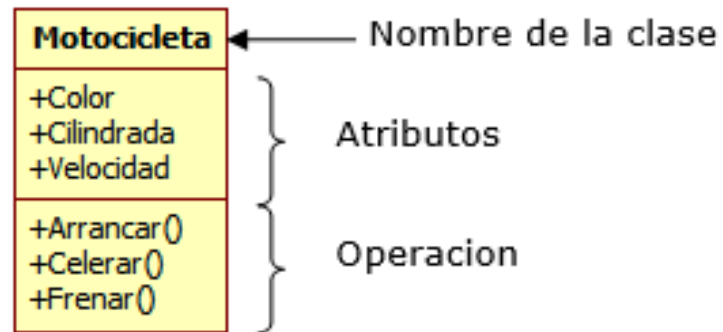 Motocicleta
Nombre de la clase
+Color
+Cilindrada
+Velocidad
Atributos
+Arrancar()
+Celerar()
+Frenar()
Operacion